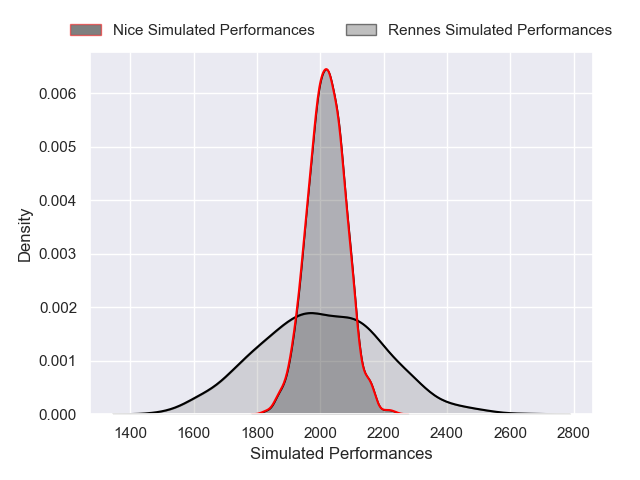 Nice Simulated Performances Rennes Simulated Performances
0.006
0.005
0.004
0.003
0.002
0.001
0.000
Density
1400 1600 1800 2000 2200 2400 2600 2800
Simulated Performances